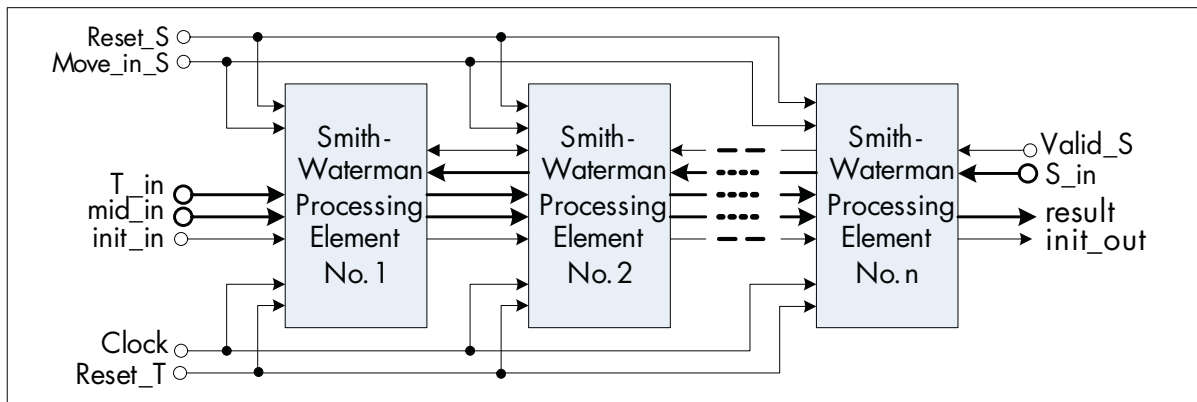 Reset_S
Move_in_S
Smith-
Waterman
Processing
Element
No. 1
Smith-
Waterman
Processing
Element
No. 2
Smith-
Waterman
Processing
Element
No. n
Valid_S
S_in
T_in
mid_in
init_in
result
init_out
Clock
Reset_T